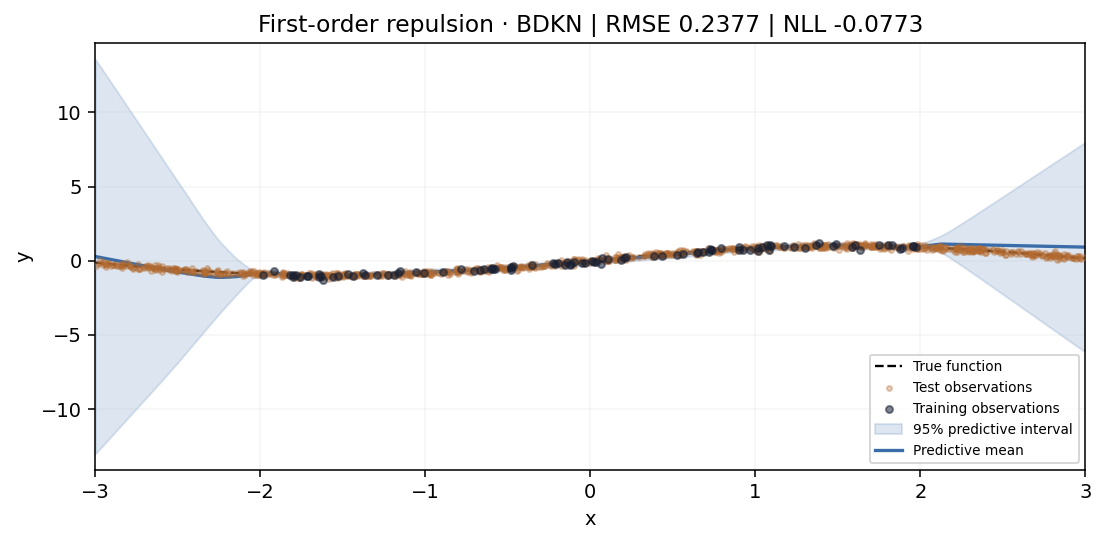 First-order repulsion · BDKN | RMSE 0.2377 | NLL -0.0773
y
10
5
0
−5
−10
−3
−2
−1
0
1
2
3
x
True function
Test observations
Training observations
95% predictive interval
Predictive mean